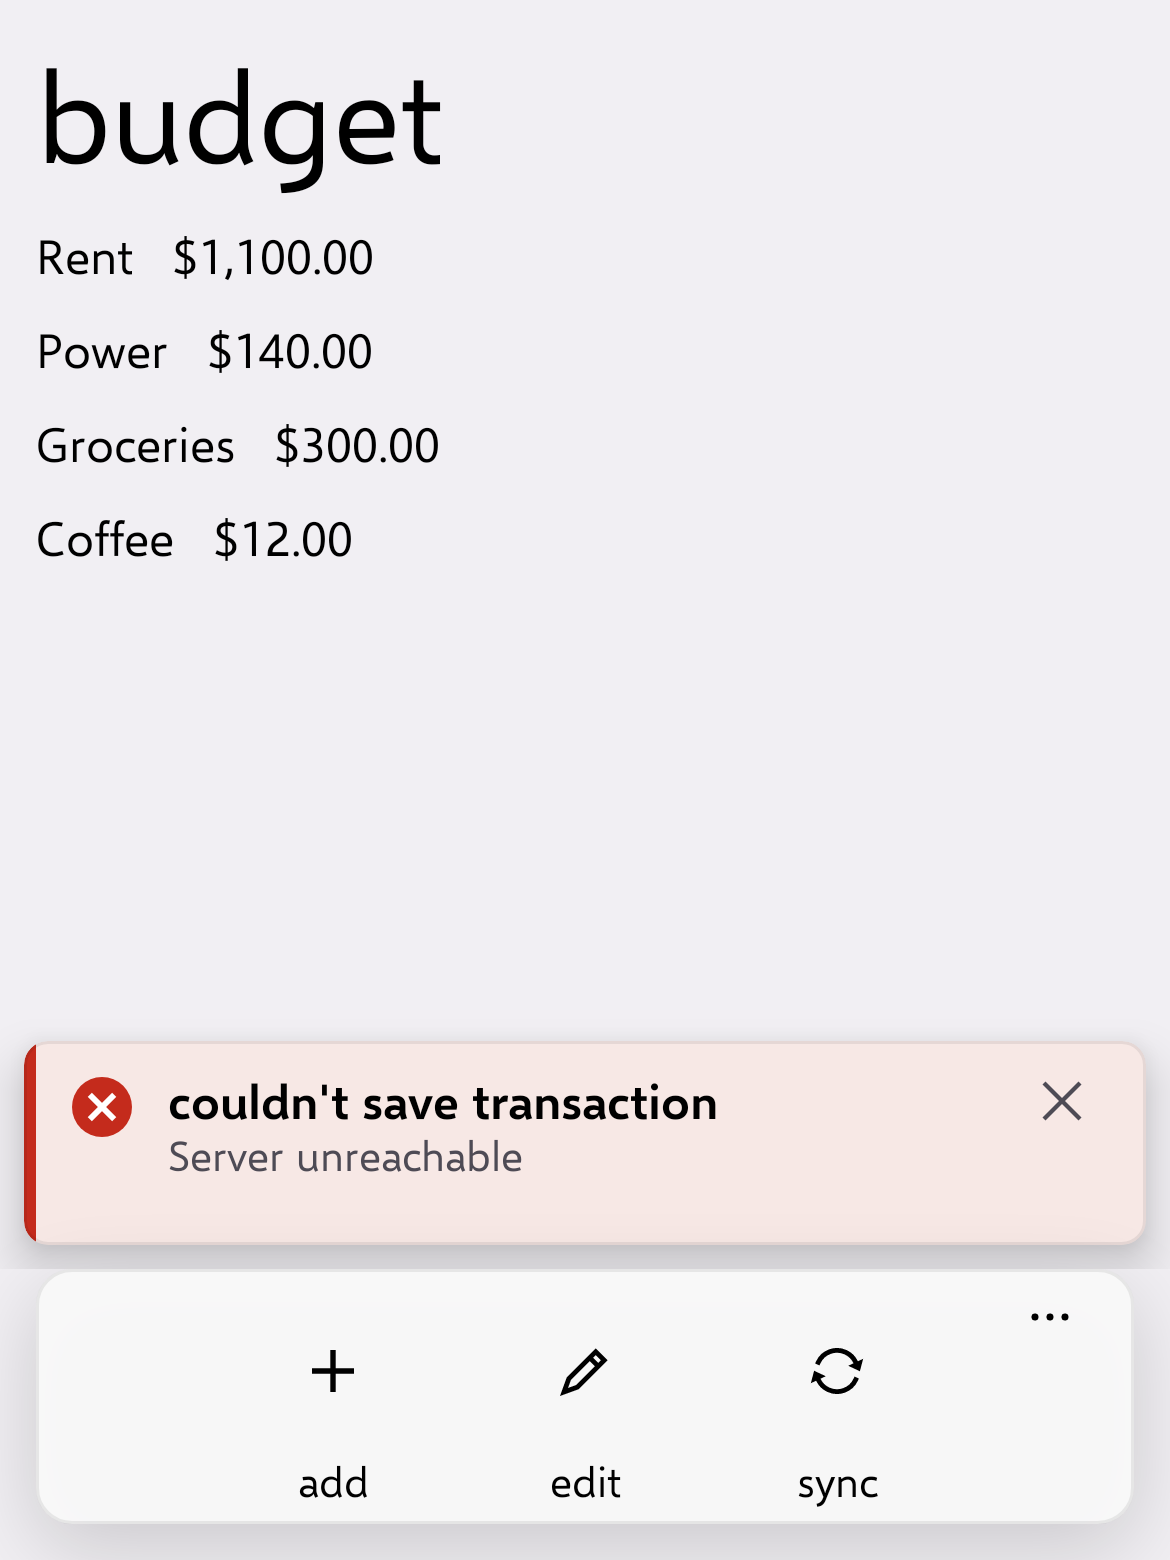 budget
Rent $1,100.00
Power $140.00
Groceries $300.00
Coffee $12.00
couldn't save transaction
Server unreachable
add edit sync